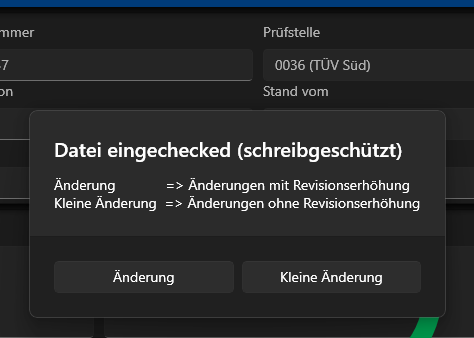 mmer
Prüfstelle
7
0036 (TÜV Süd)
on
Stand vom
Datei eingechecked (schreibgeschützt)
Änderung => Änderungen mit Revisionserhöhung
Kleine Änderung => Änderungen ohne Revisionserhöhung
Änderung
Kleine Änderung